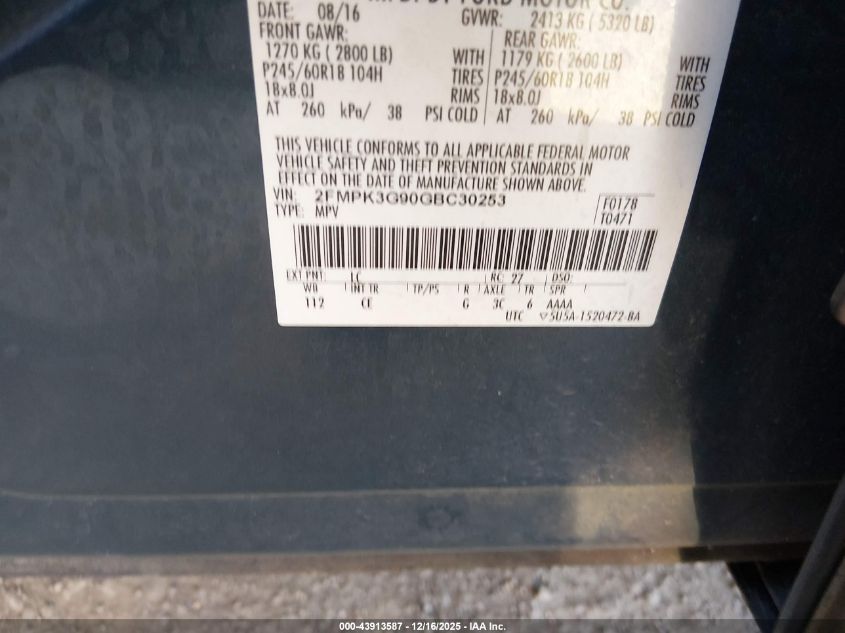 MFD. BY FORD MOTOR CO.
DATE: 08/16 GVWR: 2413 KG ( 5320 LB)
FRONT GAWR: REAR GAWR:
1270 KG ( 2800 LB) WITH 1179 KG ( 2600 LB) WITH
P245/60R18 104H TIRES P245/60R18 104H TIRES
18x8.0J RIMS 18x8.0J RIMS
AT 260 kPa/ 38 PSI COLD AT 260 kPa/ 38 PSI COLD
THIS VEHICLE CONFORMS TO ALL APPLICABLE FEDERAL MOTOR
VEHICLE SAFETY AND THEFT PREVENTION STANDARDS IN
EFFECT ON THE DATE OF MANUFACTURE SHOWN ABOVE.
VIN: 2FMPK3G90GBC30253 F0178
TYPE: MPV T0471
EXT PNT: LC RC: 27 DSO:
WB INT TR TP/PS R AXLE TR SPR
112 CE G 3C 6 AAAA
UTC ▽5U5A-1520472-BA
000-43913587 - 12/16/2025 - IAA Inc.